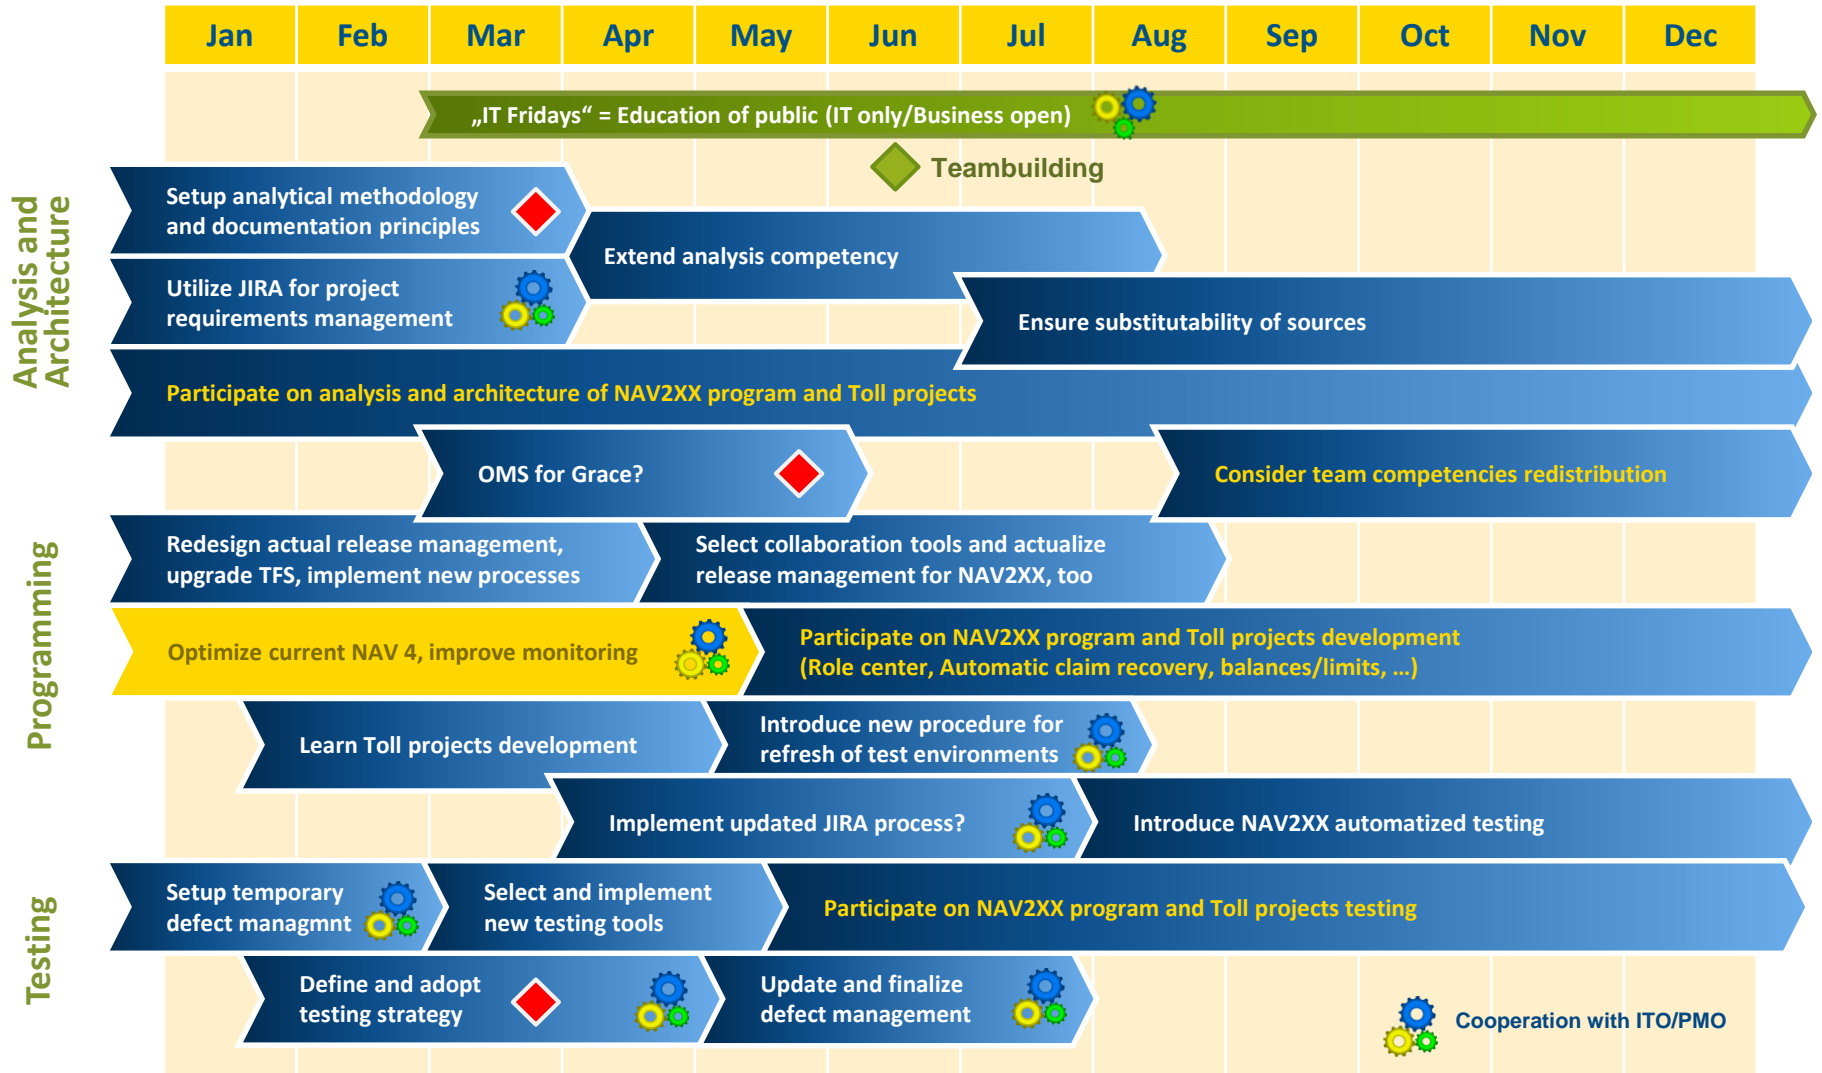 Jan Feb Mar Apr May Jun Jul Aug Sep Oct Nov Dec
„IT Fridays“ = Education of public (IT only/Business open)
Teambuilding
Analysis and
Architecture
Setup analytical methodology
and documentation principles
Extend analysis competency
Utilize JIRA for project
requirements management
Ensure substitutability of sources
Participate on analysis and architecture of NAV2XX program and Toll projects
OMS for Grace?
Consider team competencies redistribution
Programming
Redesign actual release management,
upgrade TFS, implement new processes
Select collaboration tools and actualize
release management for NAV2XX, too
Optimize current NAV 4, improve monitoring
Participate on NAV2XX program and Toll projects development
(Role center, Automatic claim recovery, balances/limits, ...)
Learn Toll projects development
Introduce new procedure for
refresh of test environments
Implement updated JIRA process?
Introduce NAV2XX automatized testing
Testing
Setup temporary
defect managmnt
Select and implement
new testing tools
Participate on NAV2XX program and Toll projects testing
Define and adopt
testing strategy
Update and finalize
defect management
Cooperation with ITO/PMO